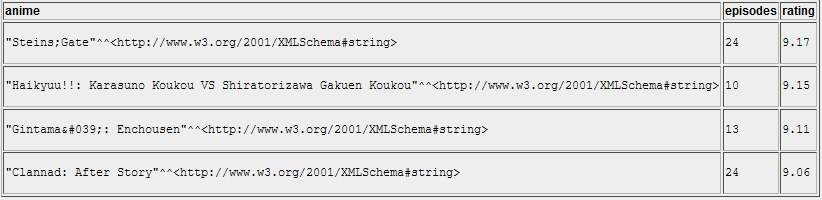 anime episodes rating
"Steins;Gate"^^<http://www.w3.org/2001/XMLSchema#string> 24 9.17
"Haikyuu!!: Karasuno Koukou VS Shiratorizawa Gakuen Koukou"^^<http://www.w3.org/2001/XMLSchema#string> 10 9.15
"Gintama&#039;: Enchousen"^^<http://www.w3.org/2001/XMLSchema#string> 13 9.11
"Clannad: After Story"^^<http://www.w3.org/2001/XMLSchema#string> 24 9.06